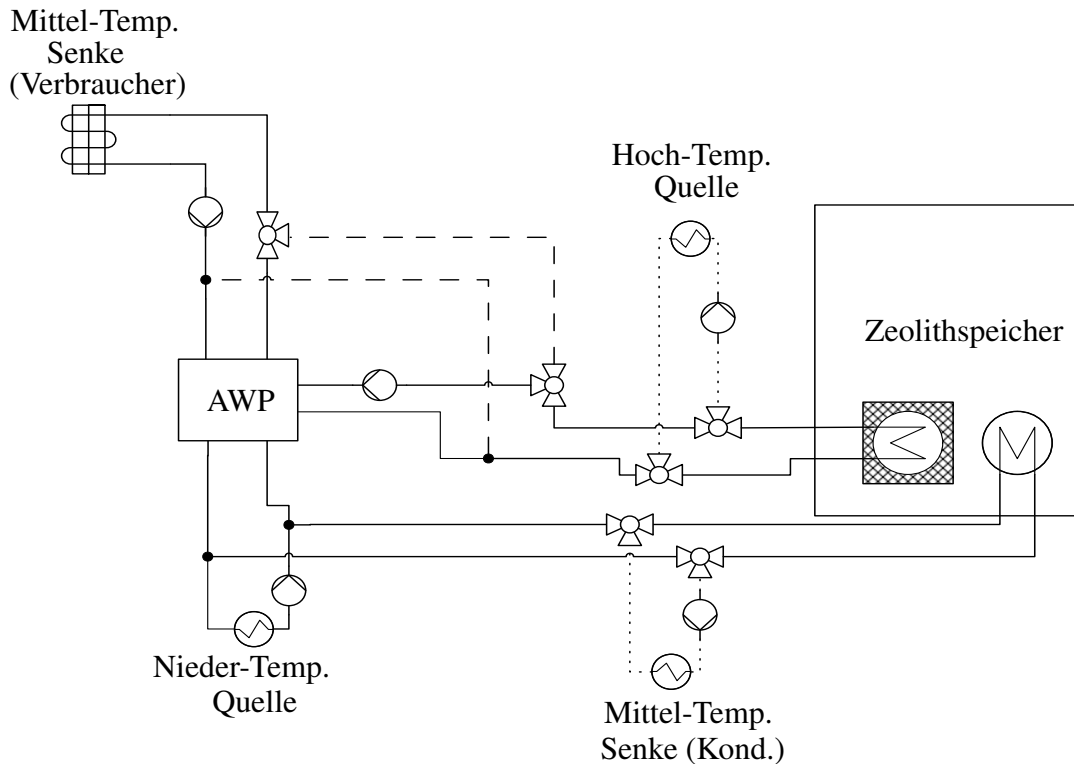 Mittel-Temp.
Senke
(Verbraucher)
Hoch-Temp.
Quelle
Zeolithspeicher
AWP
Nieder-Temp.
Quelle
Mittel-Temp.
Senke (Kond.)